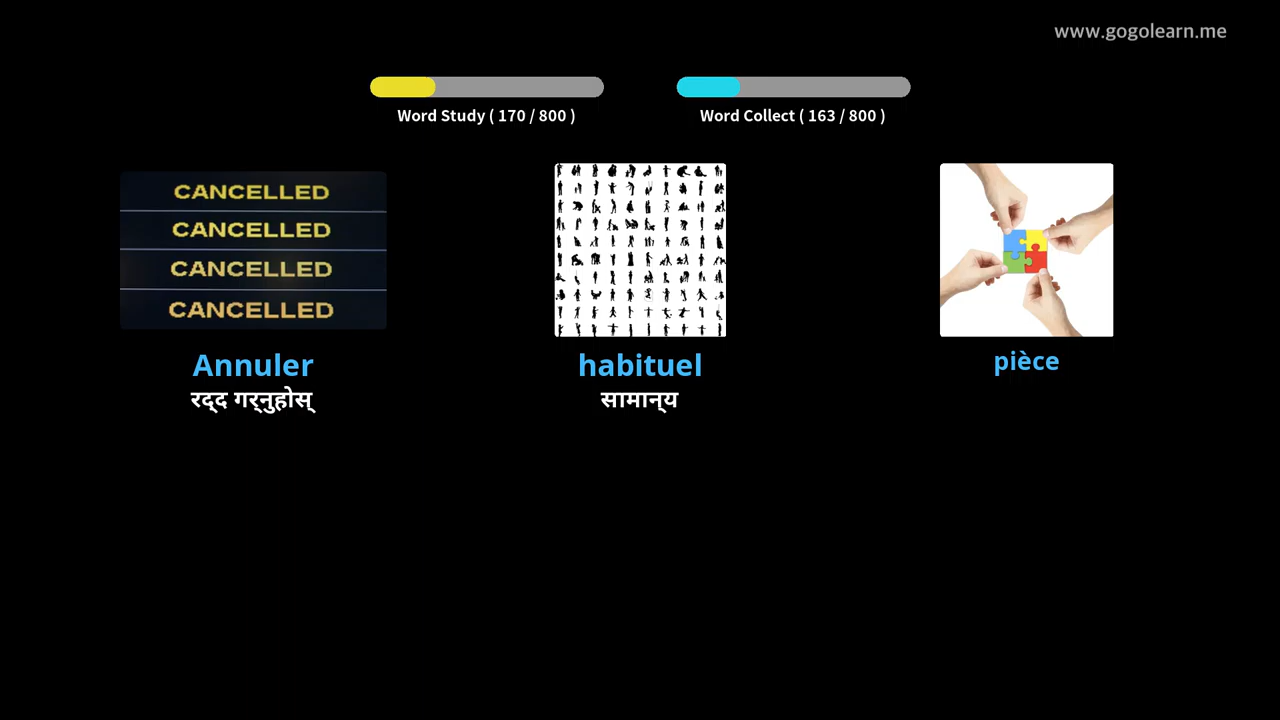 www.gogolearn.me
Word Study ( 170 / 800 )
Word Collect ( 163 / 800 )
CANCELLED
CANCELLED
CANCELLED
CANCELLED
Annuler
रद्द गर्नुहोस्
habituel
सामान्य
pièce